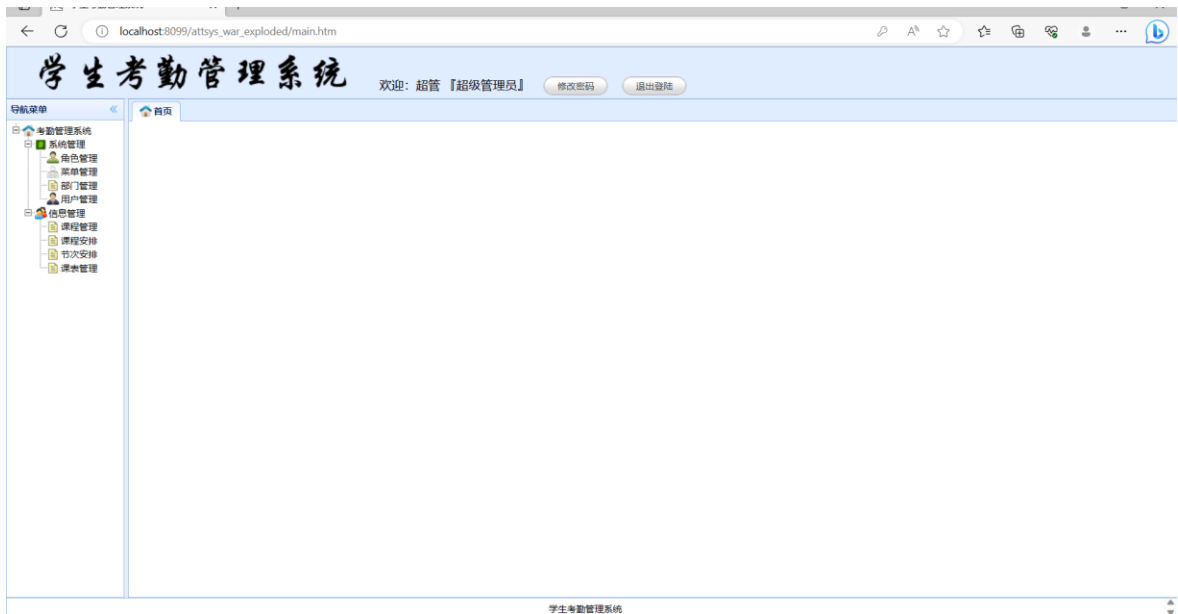 localhost:8099/attsys_war_exploded/main.htm
学生考勤管理系统 欢迎：超管『超级管理员』 修改密码 退出登陆
导航菜单
首页
考勤管理系统
系统管理
角色管理
菜单管理
部门管理
用户管理
信息管理
课程管理
课程安排
节次安排
课表管理
学生考勤管理系统